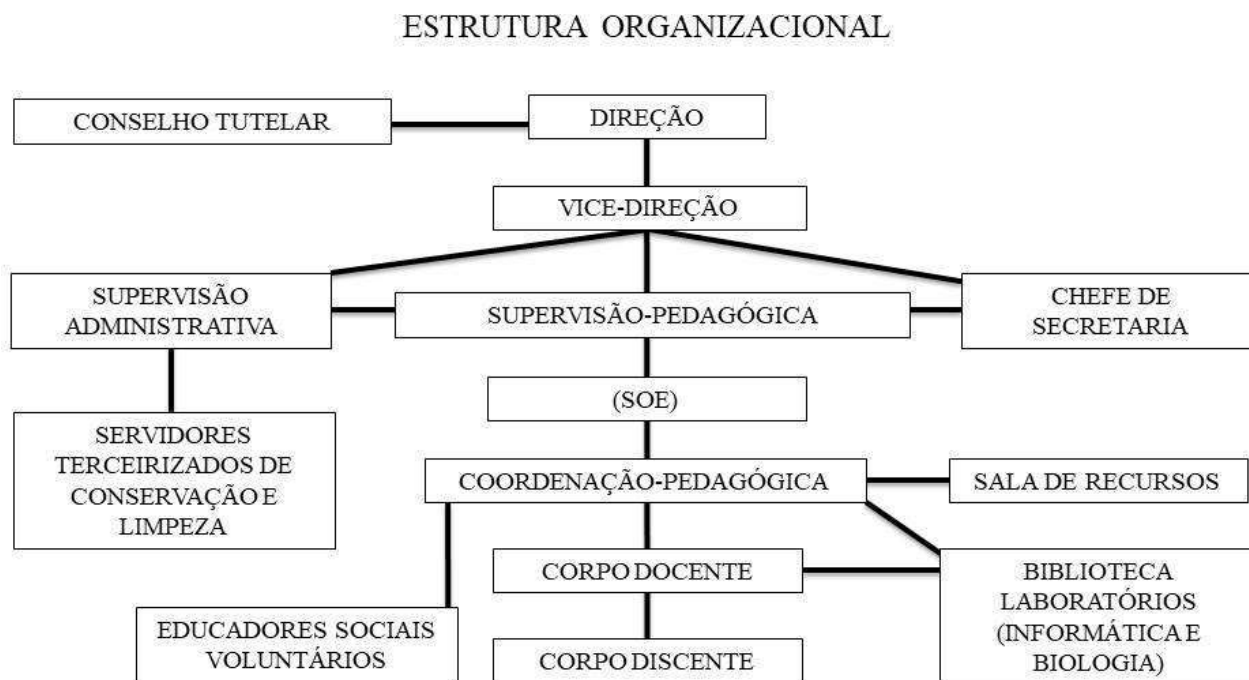 ESTRUTURA ORGANIZACIONAL
CONSELHO TUTELAR
DIREÇÃO
VICE-DIREÇÃO
SUPERVISÃO
ADMINISTRATIVA
SUPERVISÃO-PEDAGÓGICA
CHEFE DE
SECRETARIA
(SOE)
SERVIDORES
TERCEIRIZADOS DE
CONSERVAÇÃO E
LIMPEZA
COORDENAÇÃO-PEDAGÓGICA
SALA DE RECURSOS
CORPO DOCENTE
BIBLIOTECA
LABORATÓRIOS
(INFORMÁTICA E
BIOLOGIA)
EDUCADORES SOCIAIS
VOLUNTÁRIOS
CORPO DISCENTE